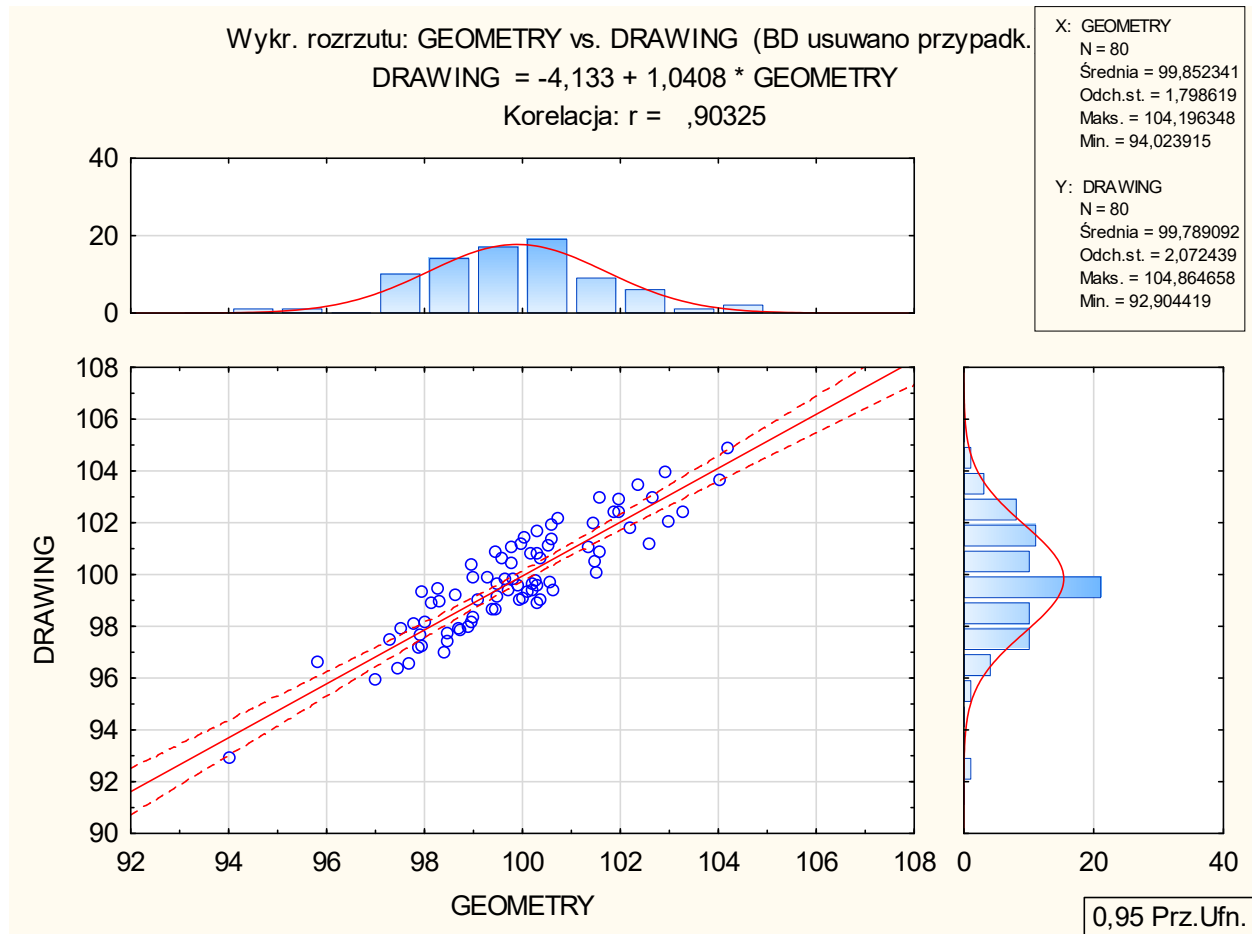 Wykr. rozrzutu: GEOMETRY vs. DRAWING (BD usuwano przypadk.
DRAWING = -4,133 + 1,0408 * GEOMETRY
Korelacja: r = ,90325
X: GEOMETRY
N = 80
Średnia = 99,852341
Odch.st. = 1,798619
Maks. = 104,196348
Min. = 94,023915
Y: DRAWING
N = 80
Średnia = 99,789092
Odch.st. = 2,072439
Maks. = 104,864658
Min. = 92,904419
40
20
0
108
106
104
102
100
98
96
94
92
90
DRAWING
92 94 96 98 100 102 104 106 108
GEOMETRY
0 20 40
0,95 Prz.Ufn.